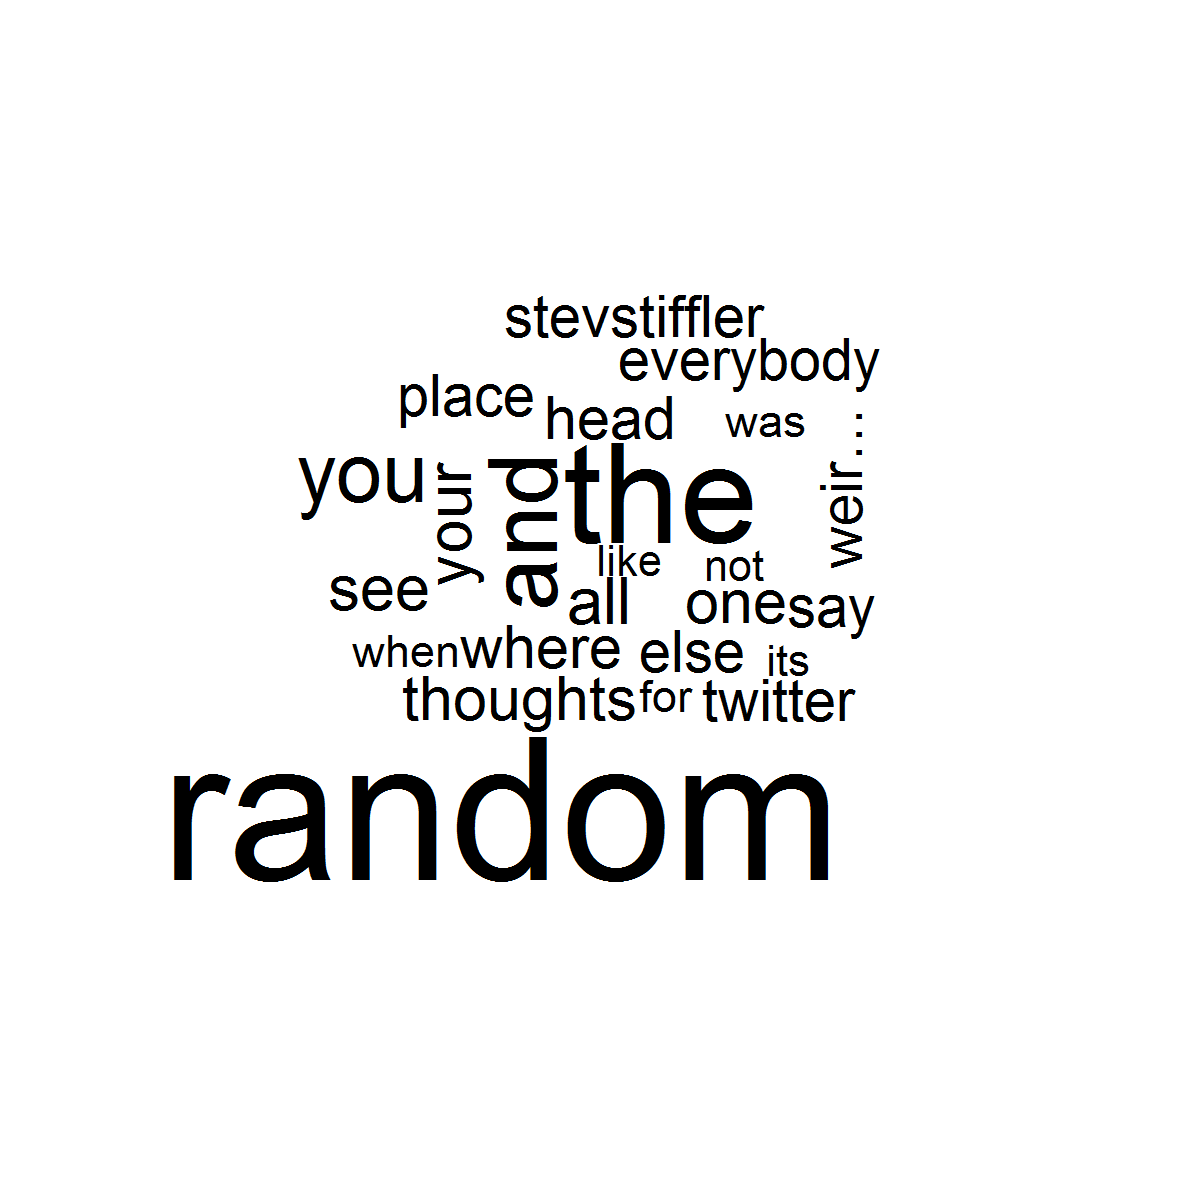 stevstiffler
everybody
place
head
was
weir…
you
your
and
the
like
not
see
all
one
say
when
where
else
its
thoughts
for
twitter
random